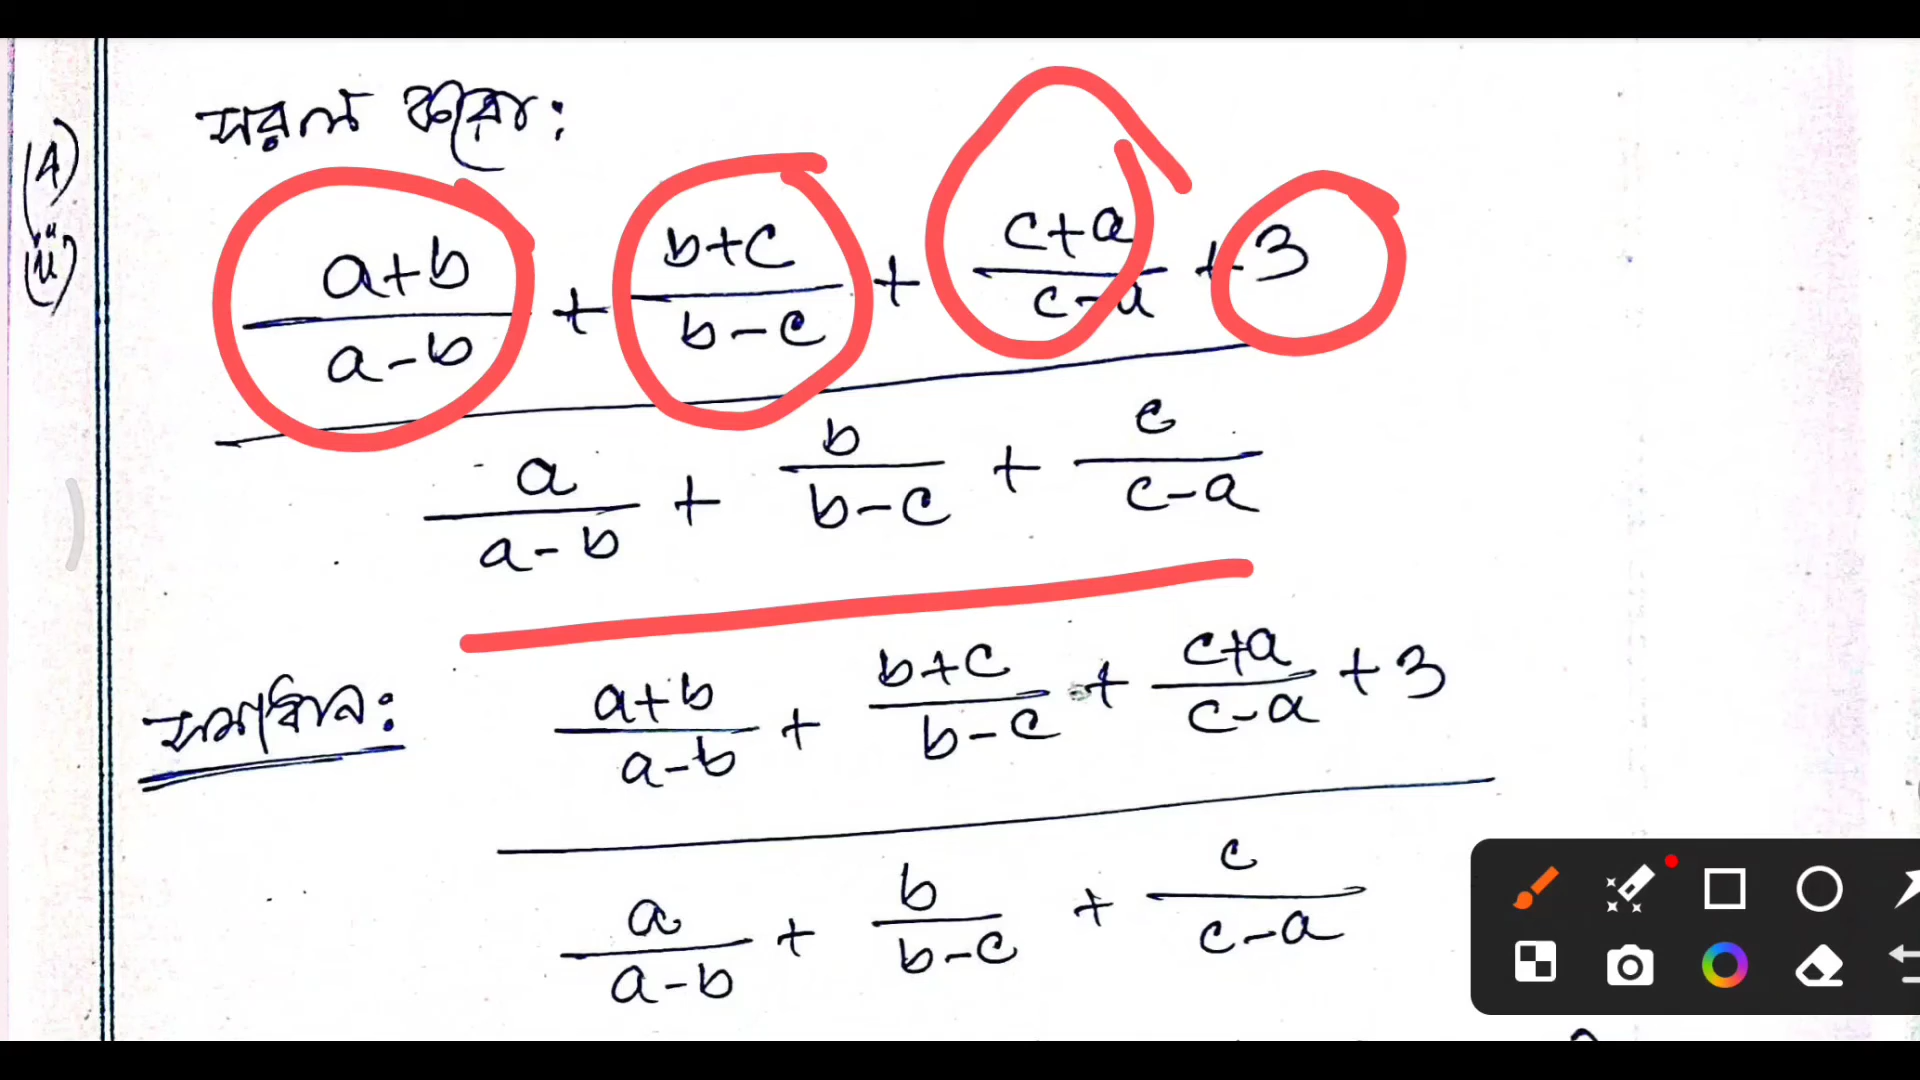 (A)
(ii)
সরল করো:
a+b/a-b + b+c/b-c + c+a/c-a + 3
a/a-b + b/b-c + c/c-a
সমাধান: a+b/a-b + b+c/b-c + c+a/c-a + 3
a/a-b + b/b-c + c/c-a